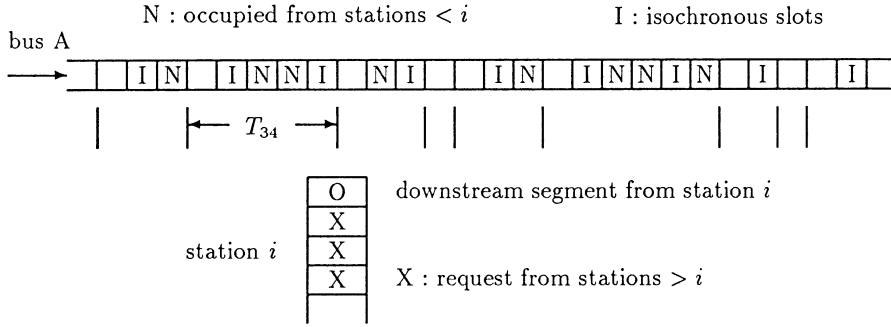 N : occupied from stations < i I : isochronous slots
bus A
I N I N N I N I I N I N N I N I I
T₃₄
O downstream segment from station i
X
station i X
X X : request from stations > i